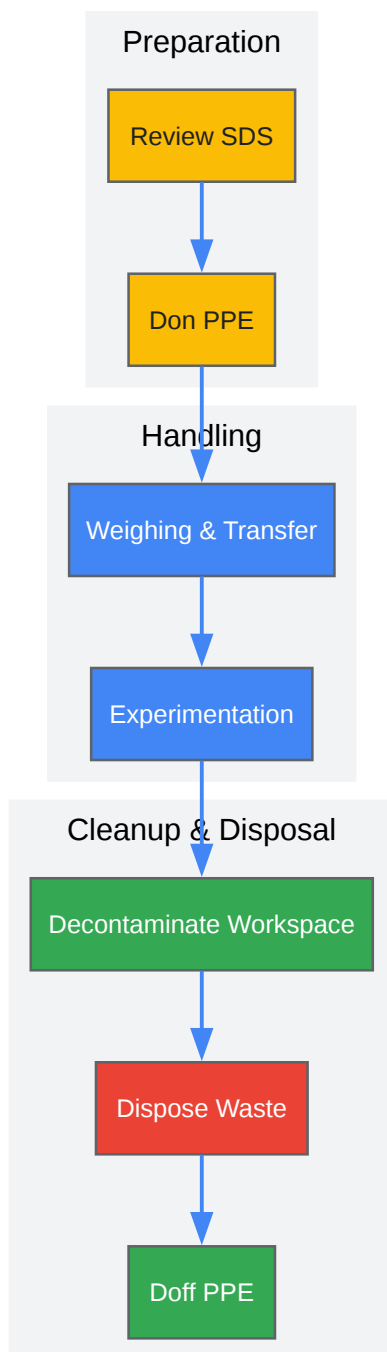 Preparation
Review SDS
Don PPE
Handling
Weighing & Transfer
Experimentation
Cleanup & Disposal
Decontaminate Workspace
Dispose Waste
Doff PPE